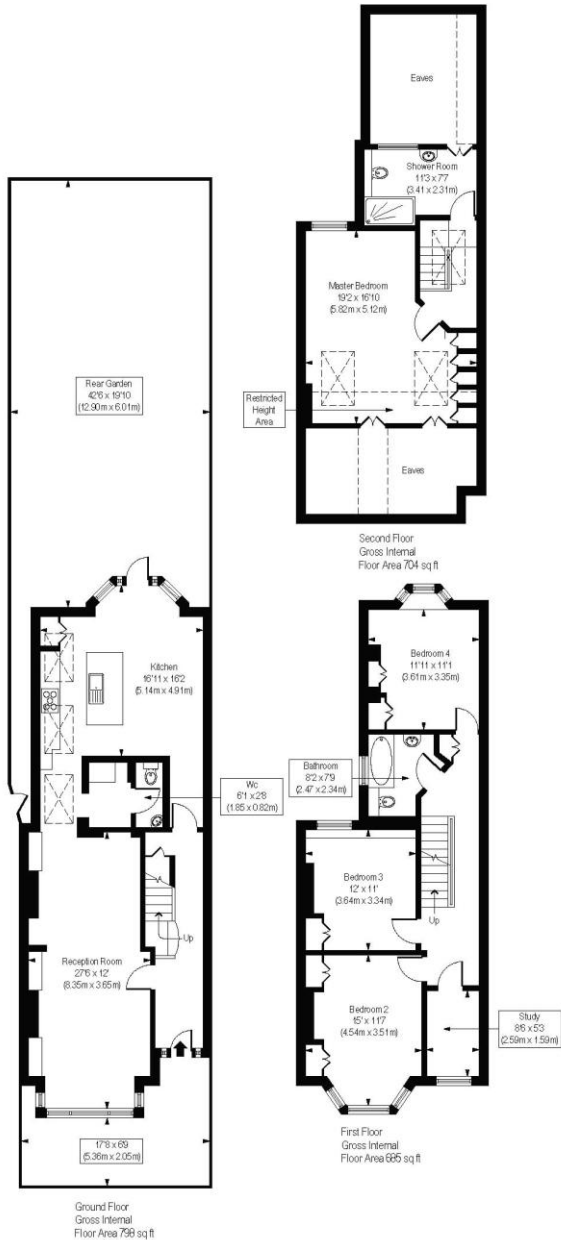 Eaves
Shower Room
11'3 x 7'7
(3.41 x 2.31m)
Master Bedroom
19'2 x 16'10
(5.82m x 5.12m)
Restricted
Height
Area
Eaves
Second Floor
Gross Internal
Floor Area 704 sq ft
Rear Garden
42'6 x 19'10
(12.90m x 6.01m)
Kitchen
16'11 x 16'2
(5.14m x 4.91m)
Wc
6'1 x 2'8
(1.85 x 0.82m)
Up
Reception Room
27'6 x 12'
(8.35m x 3.65m)
17'8 x 6'9
(5.36m x 2.05m)
Ground Floor
Gross Internal
Floor Area 798 sq ft
Bedroom 4
11'11 x 11'1
(3.61m x 3.35m)
Bathroom
8'2 x 7'9
(2.47 x 2.34m)
Bedroom 3
12' x 11'
(3.64m x 3.34m)
Up
Bedroom 2
15' x 11'7
(4.54m x 3.51m)
Study
8'6 x 5'3
(2.59m x 1.59m)
First Floor
Gross Internal
Floor Area 685 sq ft